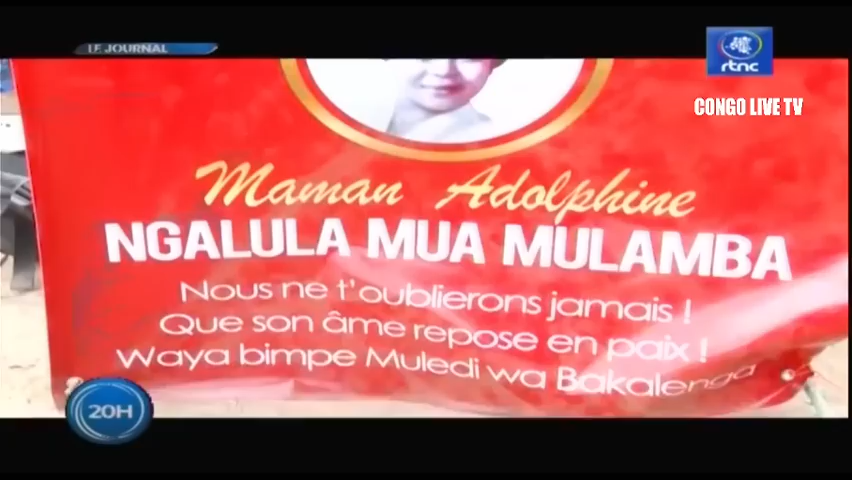 LE JOURNAL
rtnc
CONGO LIVE TV
Maman Adolphine
NGALULA MUA MULAMBA
Nous ne t'oublierons jamais !
Que son âme repose en paix !
Waya bimpe Muledi wa Bakalenga
20H